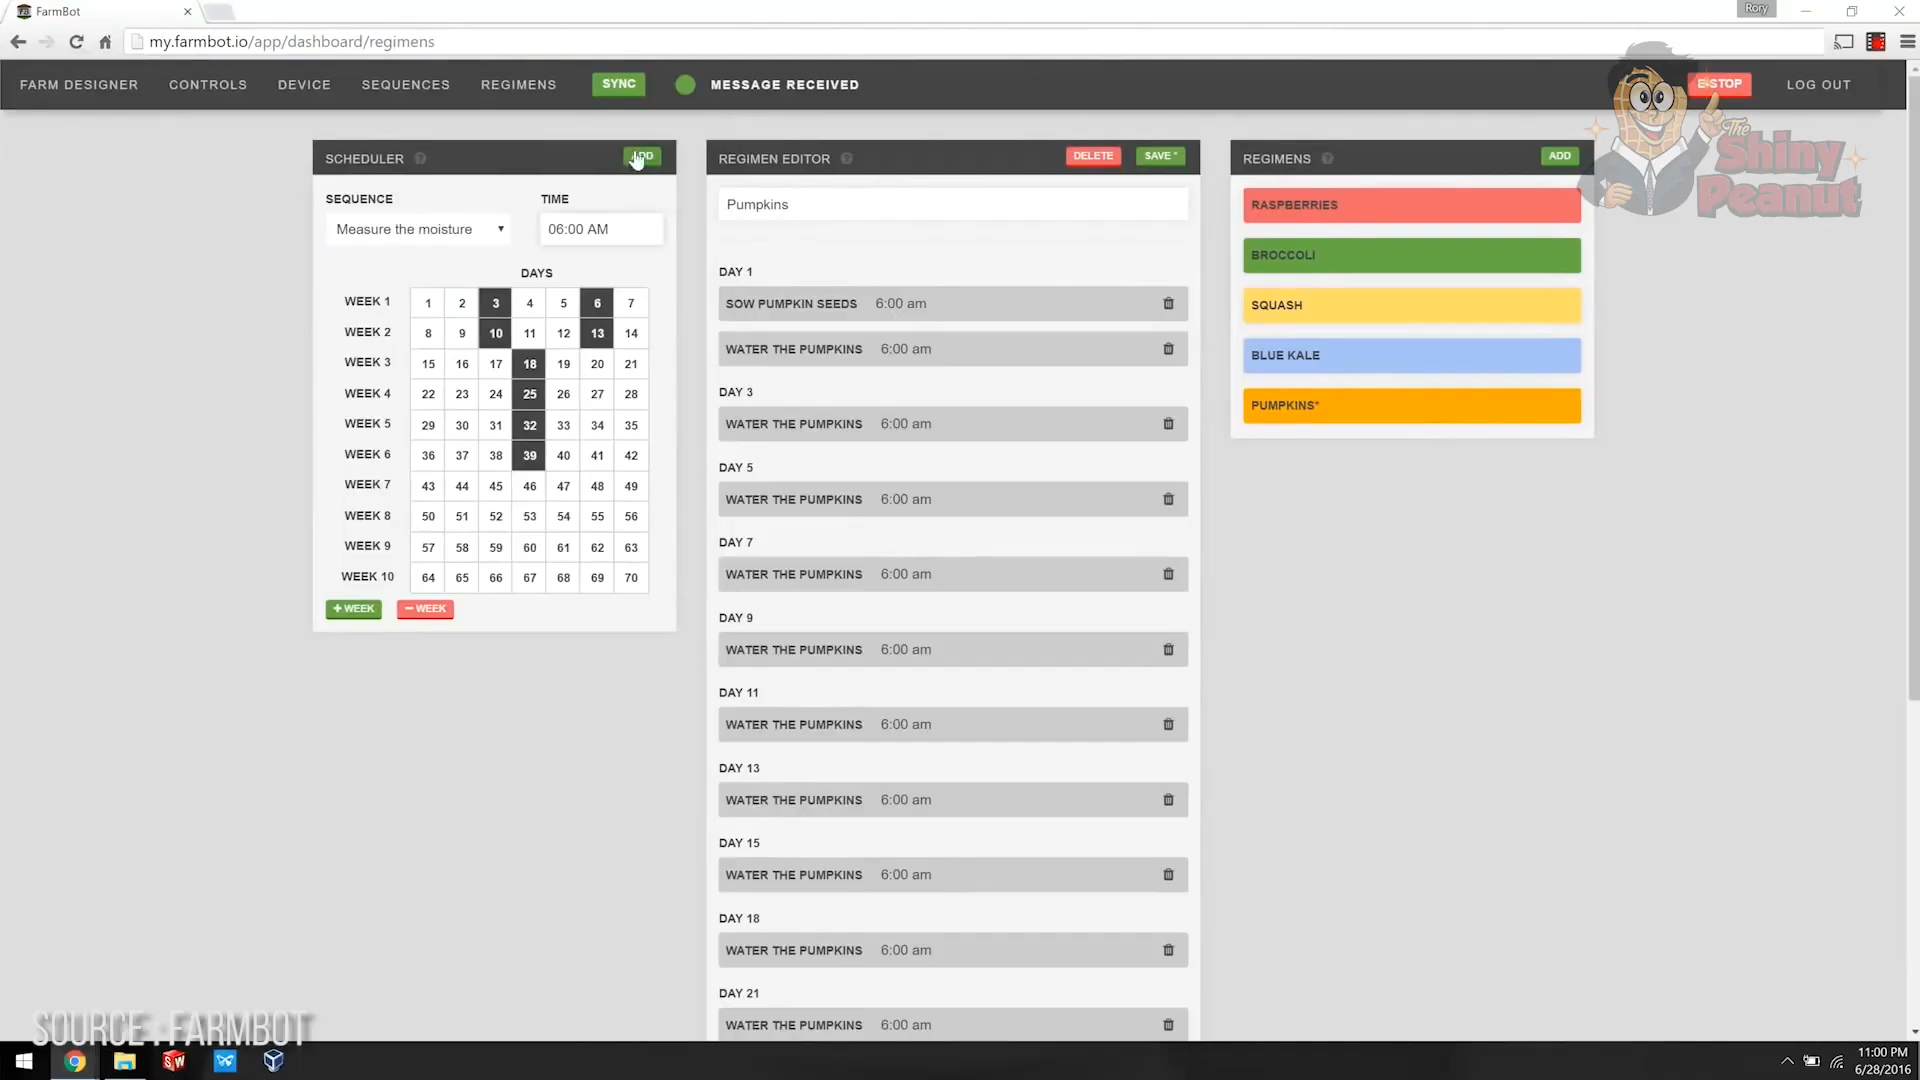 FarmBot
Rory
my.farmbot.io/app/dashboard/regimens
FARM DESIGNER CONTROLS DEVICE SEQUENCES REGIMENS SYNC MESSAGE RECEIVED E-STOP LOG OUT
The Shiny Peanut
SCHEDULER ADD
SEQUENCE TIME
Measure the moisture 06:00 AM
DAYS
WEEK 1 1 2 3 4 5 6 7
WEEK 2 8 9 10 11 12 13 14
WEEK 3 15 16 17 18 19 20 21
WEEK 4 22 23 24 25 26 27 28
WEEK 5 29 30 31 32 33 34 35
WEEK 6 36 37 38 39 40 41 42
WEEK 7 43 44 45 46 47 48 49
WEEK 8 50 51 52 53 54 55 56
WEEK 9 57 58 59 60 61 62 63
WEEK 10 64 65 66 67 68 69 70
+ WEEK − WEEK
REGIMEN EDITOR DELETE SAVE *
Pumpkins
DAY 1
SOW PUMPKIN SEEDS 6:00 am
WATER THE PUMPKINS 6:00 am
DAY 3
WATER THE PUMPKINS 6:00 am
DAY 5
WATER THE PUMPKINS 6:00 am
DAY 7
WATER THE PUMPKINS 6:00 am
DAY 9
WATER THE PUMPKINS 6:00 am
DAY 11
WATER THE PUMPKINS 6:00 am
DAY 13
WATER THE PUMPKINS 6:00 am
DAY 15
WATER THE PUMPKINS 6:00 am
DAY 18
WATER THE PUMPKINS 6:00 am
DAY 21
WATER THE PUMPKINS 6:00 am
REGIMENS ADD
RASPBERRIES
BROCCOLI
SQUASH
BLUE KALE
PUMPKINS*
SOURCE : FARMBOT
11:00 PM
6/28/2016